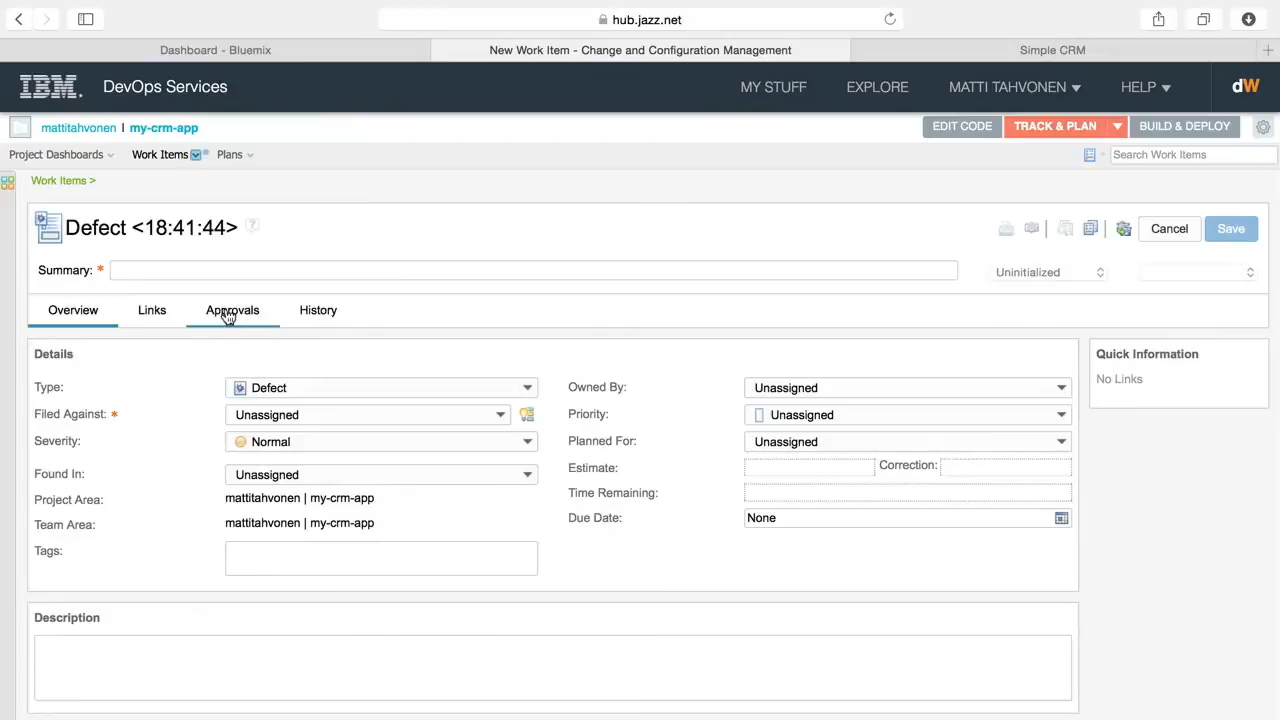 hub.jazz.net
Dashboard - Bluemix
New Work Item - Change and Configuration Management
Simple CRM
IBM DevOps Services
MY STUFF
EXPLORE
MATTI TAHVONEN
HELP
dW
mattitahvonen | my-crm-app
EDIT CODE
TRACK & PLAN
BUILD & DEPLOY
Project Dashboards
Work Items
Plans
Search Work Items
Work Items >
Defect <18:41:44> ?
Cancel
Save
Summary: *
Uninitialized
Overview
Links
Approvals
History
Details
Type: Defect
Filed Against: * Unassigned
Severity: Normal
Found In: Unassigned
Project Area: mattitahvonen | my-crm-app
Team Area: mattitahvonen | my-crm-app
Tags:
Owned By: Unassigned
Priority: Unassigned
Planned For: Unassigned
Estimate: Correction:
Time Remaining:
Due Date: None
Quick Information
No Links
Description